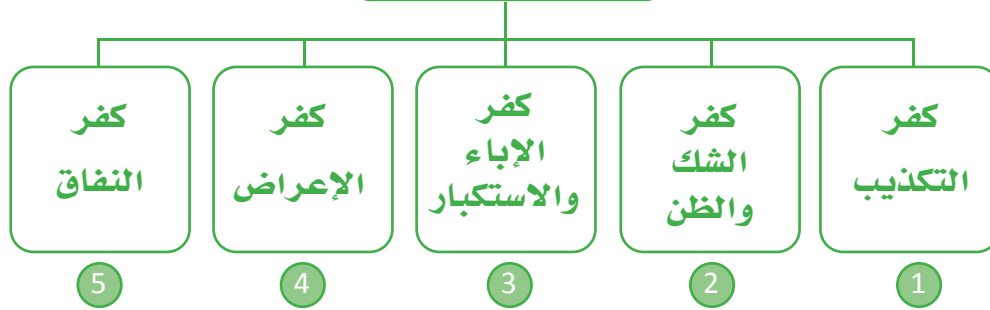 كفر
التكذيب
1
كفر
الشك
والظن
2
كفر
الإباء
والاستكبار
3
كفر
الإعراض
4
كفر
النفاق
5